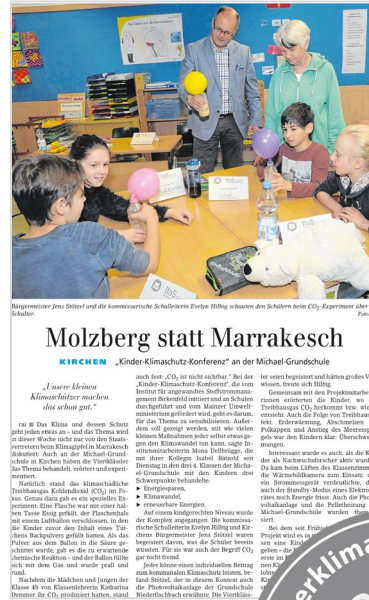 IfaS
Bürgermeister Jens Stötzel und die kommissarische Schulleiterin Evelyn Hilbig schauten den Schülern beim CO₂-Experiment über
Schulter. Foto
Molzberg statt Marrakesch
KIRCHEN „Kinder-Klimaschutz-Konferenz“ an der Michael-Grundschule
„Unsere kleinen
Klimaschützer machen
das schon gut.“
rai Um das Klima und dessen Schutz
geht jeden etwas an – und das Thema wird
in dieser Woche nicht nur von den Staats-
vertretern beim Klimagipfel in Marrakesch
diskutiert: Auch an der Michael-Grund-
schule in Kirchen haben die Viertklässler
das Thema behandelt, erörtert und experi-
mentiert.
Natürlich stand das klimaschädliche
Treibhausgas Kohlendioxid (CO₂) im Fo-
kus. Genau dazu gab es ein spezielles Ex-
periment: Eine Flasche war mit einer hal-
ben Tasse Essig gefüllt, der Flaschenhals
mit einem Luftballon verschlossen, in den
die Kinder zuvor den Inhalt eines Tüt-
chens Backpulvers gefüllt hatten. Als das
Pulver aus dem Ballon in die Säure ge-
schüttet wurde, gab es die zu erwartende
chemische Reaktion – und der Ballon füllte
sich mit dem Gas und wurde prall und
rund.
Nachdem die Mädchen und Jungen der
Klasse 4b von Klassenlehrerin Katharina
Demmer ihr CO₂ produziert hatten, stand
auch fest: „CO₂ ist nicht sichtbar.“ Bei der
„Kinder-Klimaschutz-Konferenz“, die vom
Institut für angewandtes Stoffstromma-
gement Birkenfeld initiiert und an Schulen
durchgeführt und vom Mainzer Umwelt-
ministerium gefördert wird, geht es darum,
für das Thema zu sensibilisieren. Außer-
dem soll gezeigt werden, mit wie vielen
kleinen Maßnahmen jeder selbst etwas ge-
gen den Klimawandel tun kann, sagte In-
stitutsmitarbeiterin Mona Dellbrügge, die
mit ihrer Kollegin Isabel Büttner seit
Dienstag in den drei 4. Klassen der Micha-
el-Grundschule mit den Kindern drei
Schwerpunkte behandelte:
► Energiesparen,
► Klimawandel,
► erneuerbare Energien.
Auf einem kindgerechten Niveau wurde
der Komplex angegangen. Die kommissa-
rische Schulleiterin Evelyn Hilbig und Kir-
chens Bürgermeister Jens Stötzel waren
begeistert davon, was die Schüler bereits
wussten. Für sie war auch der Begriff CO₂
gar nicht fremd.
Jeder könne einen individuellen Beitrag
zum kommunalen Klimaschutz leisten, be-
fand Stötzel, der in diesem Kontext auch
die Photovoltaikanlage der Grundschule
Niederfischbach erwähnte. Die Viertkläss-
ler seien begeistert und hätten großes V
wissen, freute sich Hilbig.
Gemeinsam mit den Projektmitarbei
rinnen erörterten die Kinder, wo
Treibhausgas CO₂ herkommt bzw. wie
entsteht. Auch die Folgen von Treibhau
fekt, Erderwärmung, Abschmelzen
Polkappen und Anstieg des Meeressp
gels war den Kindern klar: Überschwe
mungen.
Interessant wurde es auch, als die K
der als Nachwuchsforscher aktiv wurd
Da kam beim Lüften des Klassenzimm
die Wärmebildkamera zum Einsatz,
ein Strommessgerät verdeutlichte, d
auch der Standby-Modus eines Elektro
rätes noch Energie frisst. Auch die Pho
voltaikanlage und die Pelletheizung
Michael-Grundschule wurden thema
siert.
Bei dem seit Früh
Projekt wird es in
sen eine Kinde
geben – die
erklim